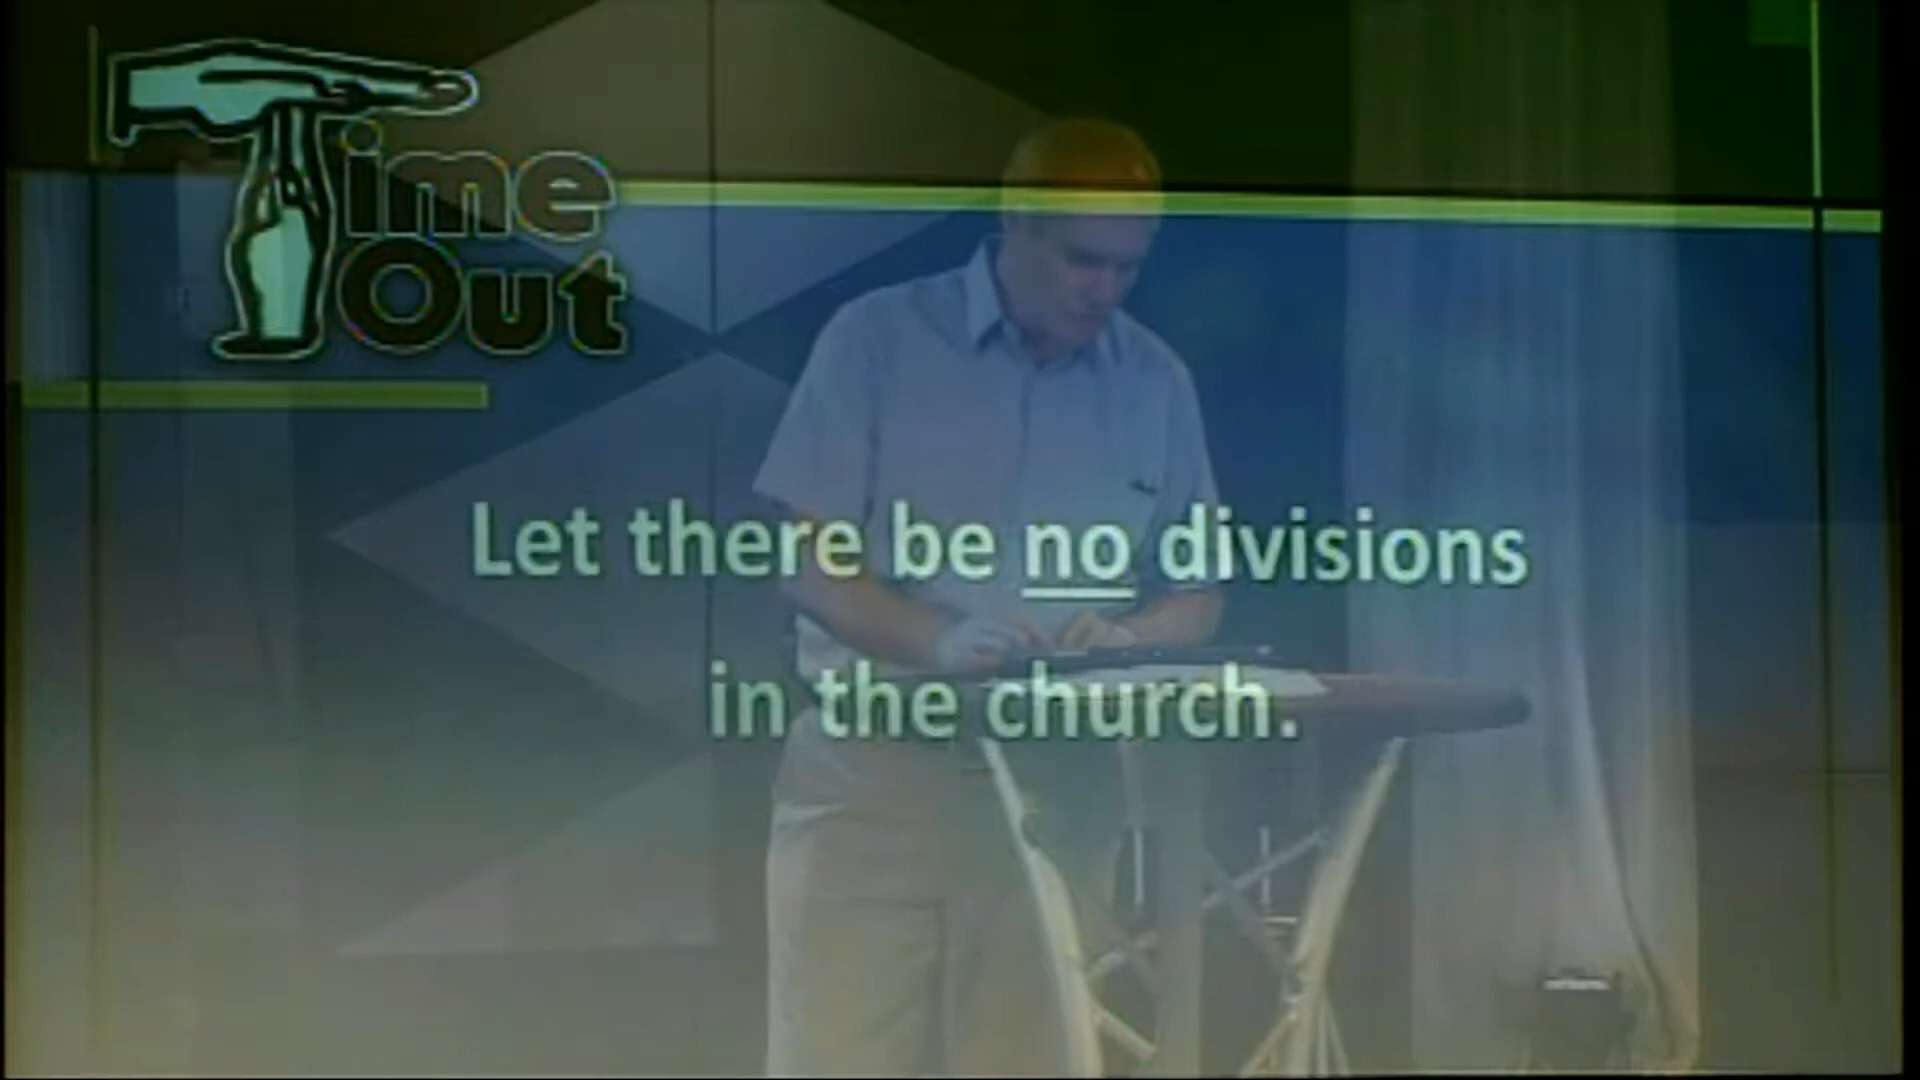 Time
Out
Let there be no divisions
in the church.